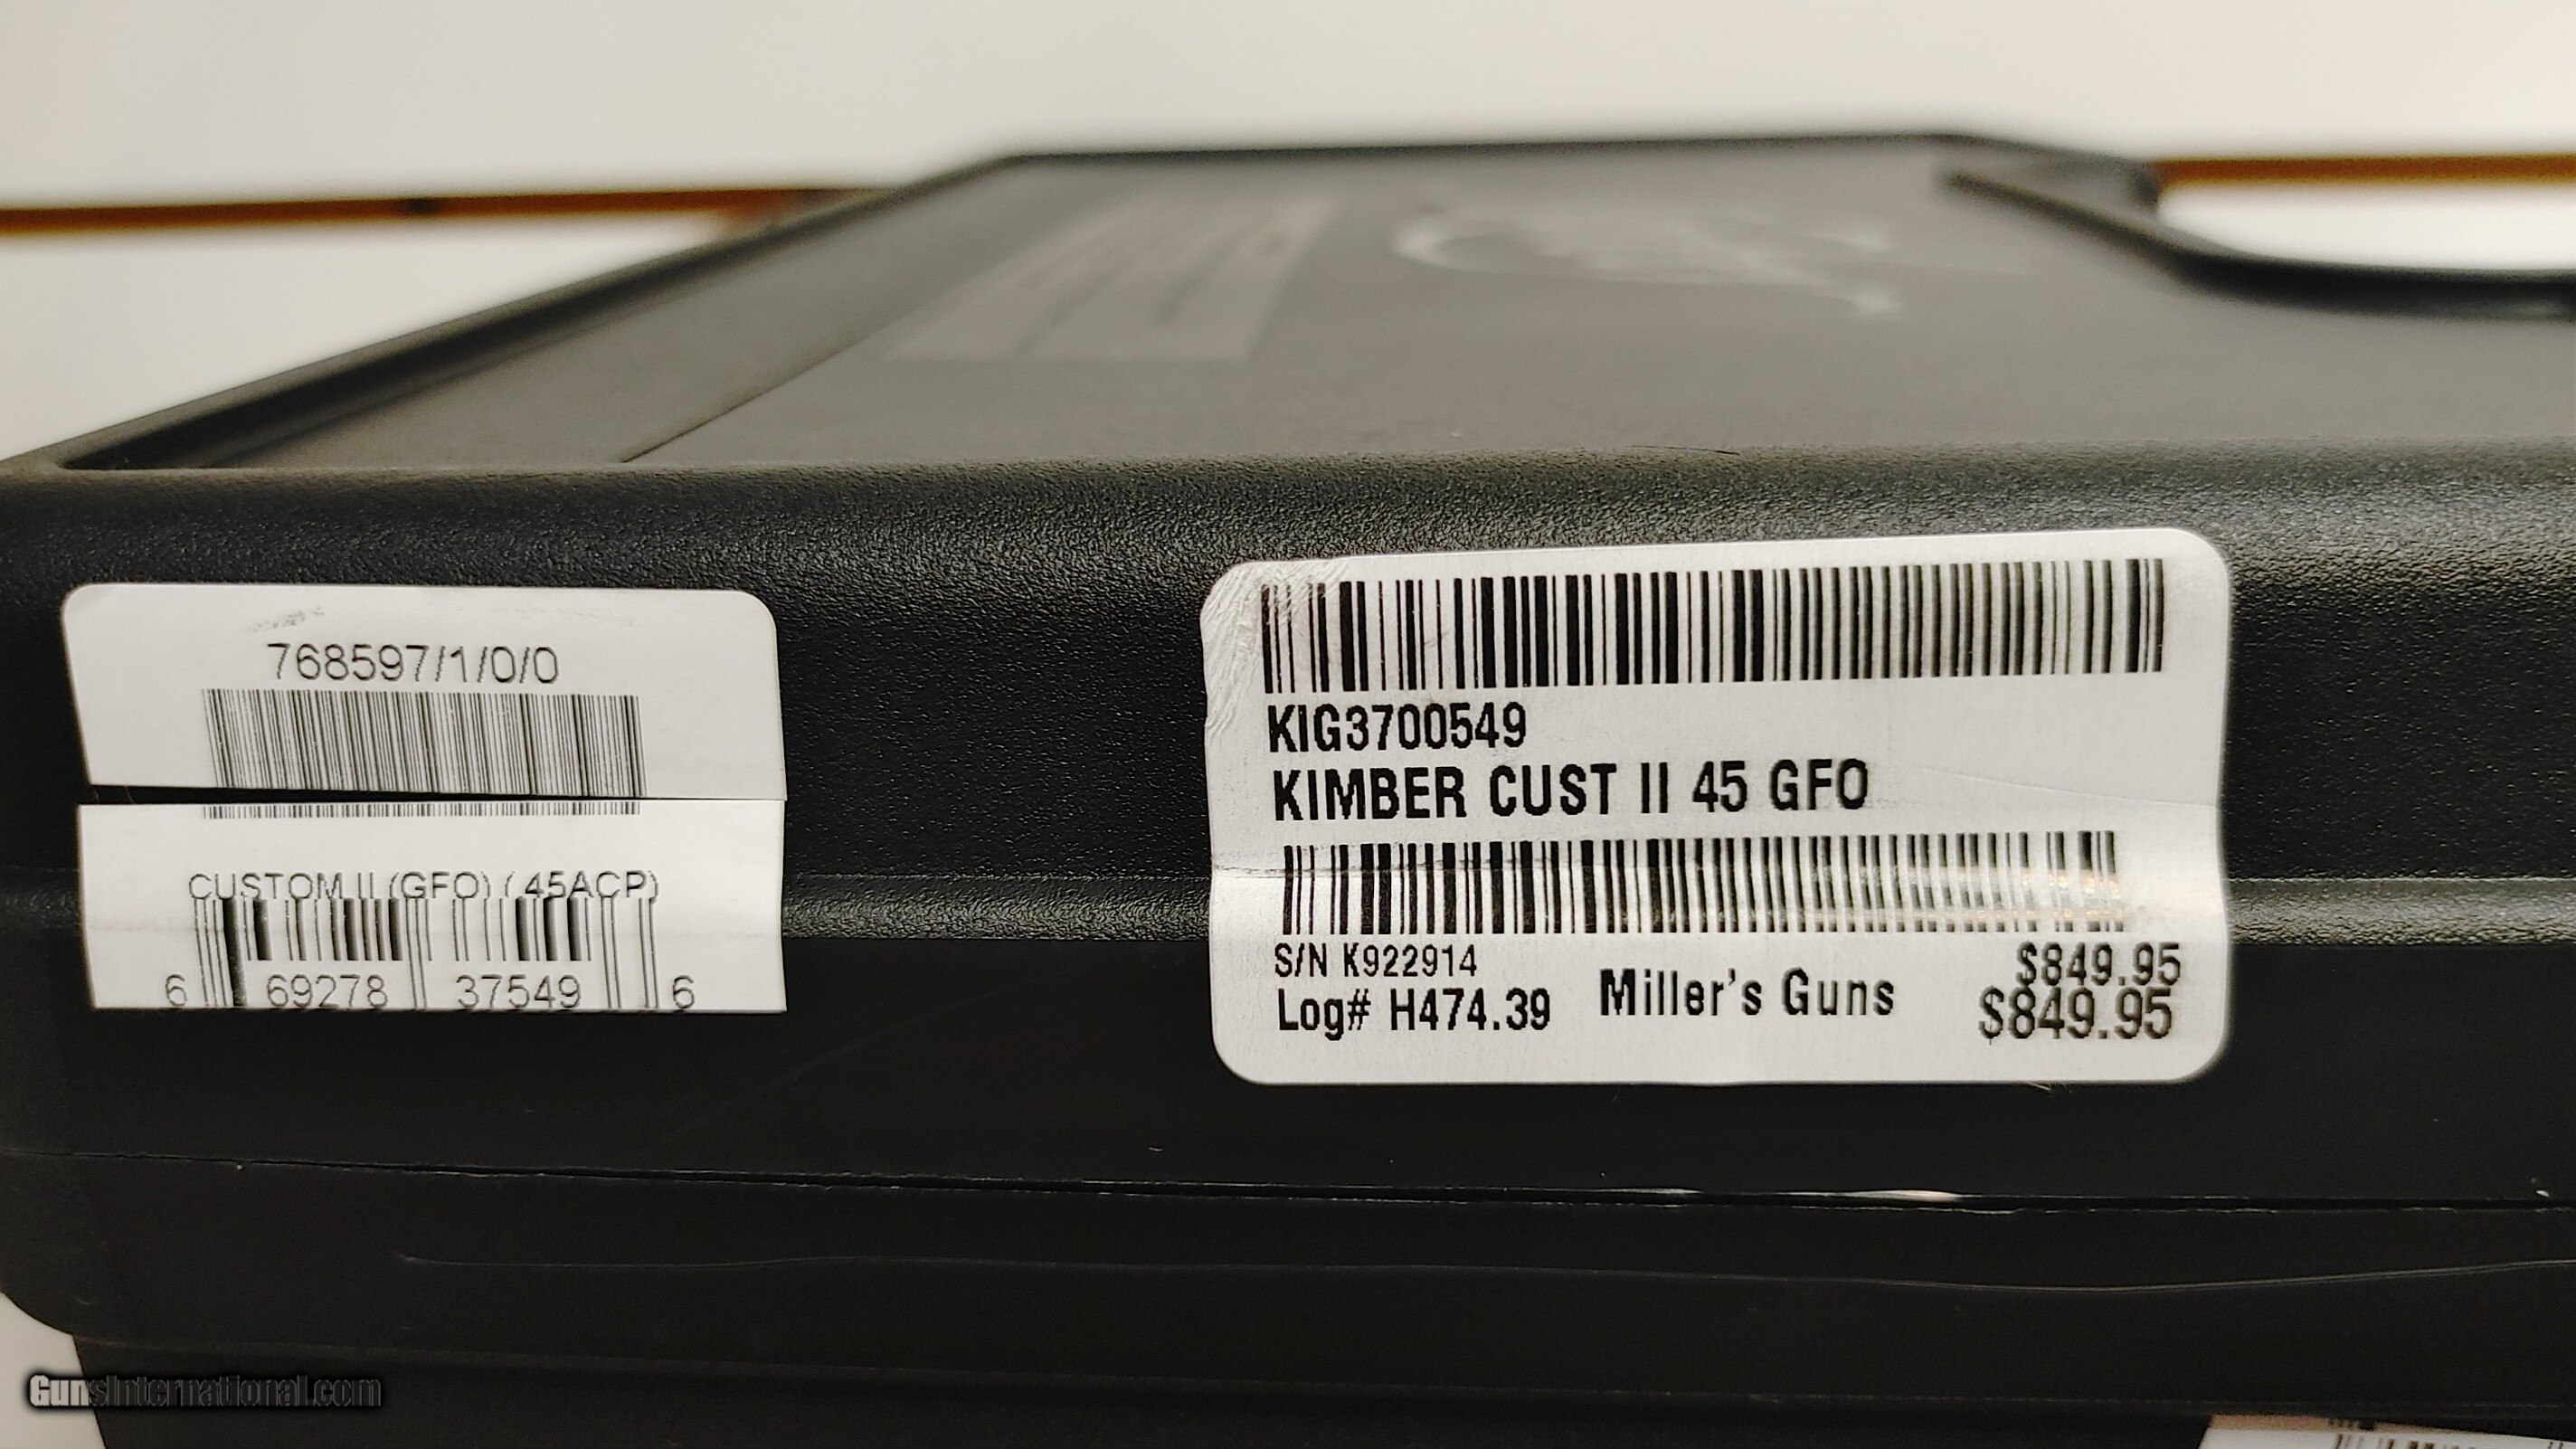 768597/1/0/0
CUSTOM II (GFO) (.45ACP)
6 69278 37549 6
KIG3700549
KIMBER CUST II 45 GFO
S/N K922914
Log# H474.39
Miller's Guns
$849.95
$849.95
GunsInternational.com